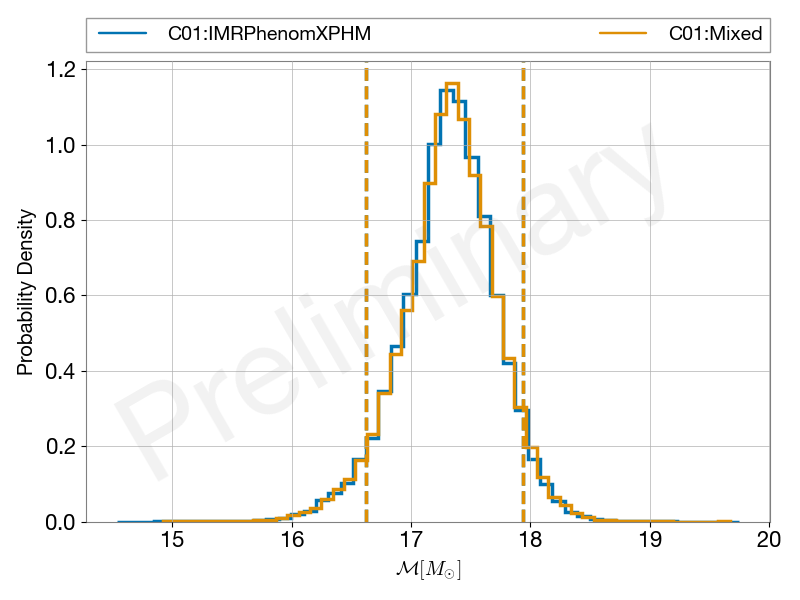 C01:IMRPhenomXPHM C01:Mixed
1.2
1.0
0.8
0.6
0.4
0.2
0.0
Probability Density
Preliminary
15 16 17 18 19 20
ℳ[M⊙]